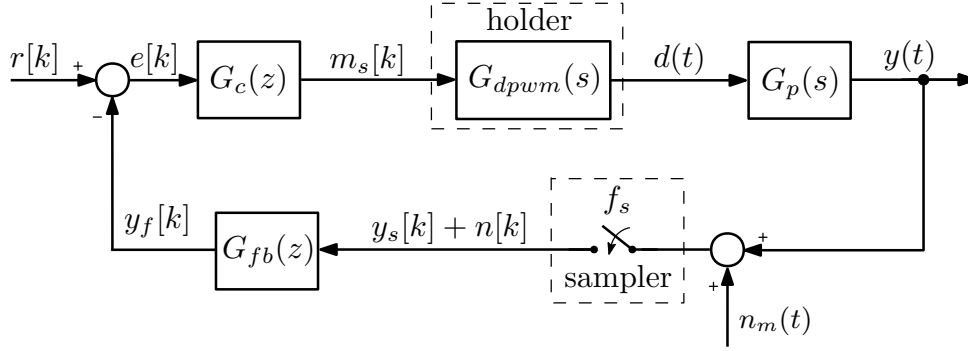 holder
r[k] + e[k] G_c(z) m_s[k] G_{dpwm}(s) d(t) G_p(s) y(t)
-
f_s
y_f[k] G_{fb}(z) y_s[k] + n[k] +
sampler +
n_m(t)